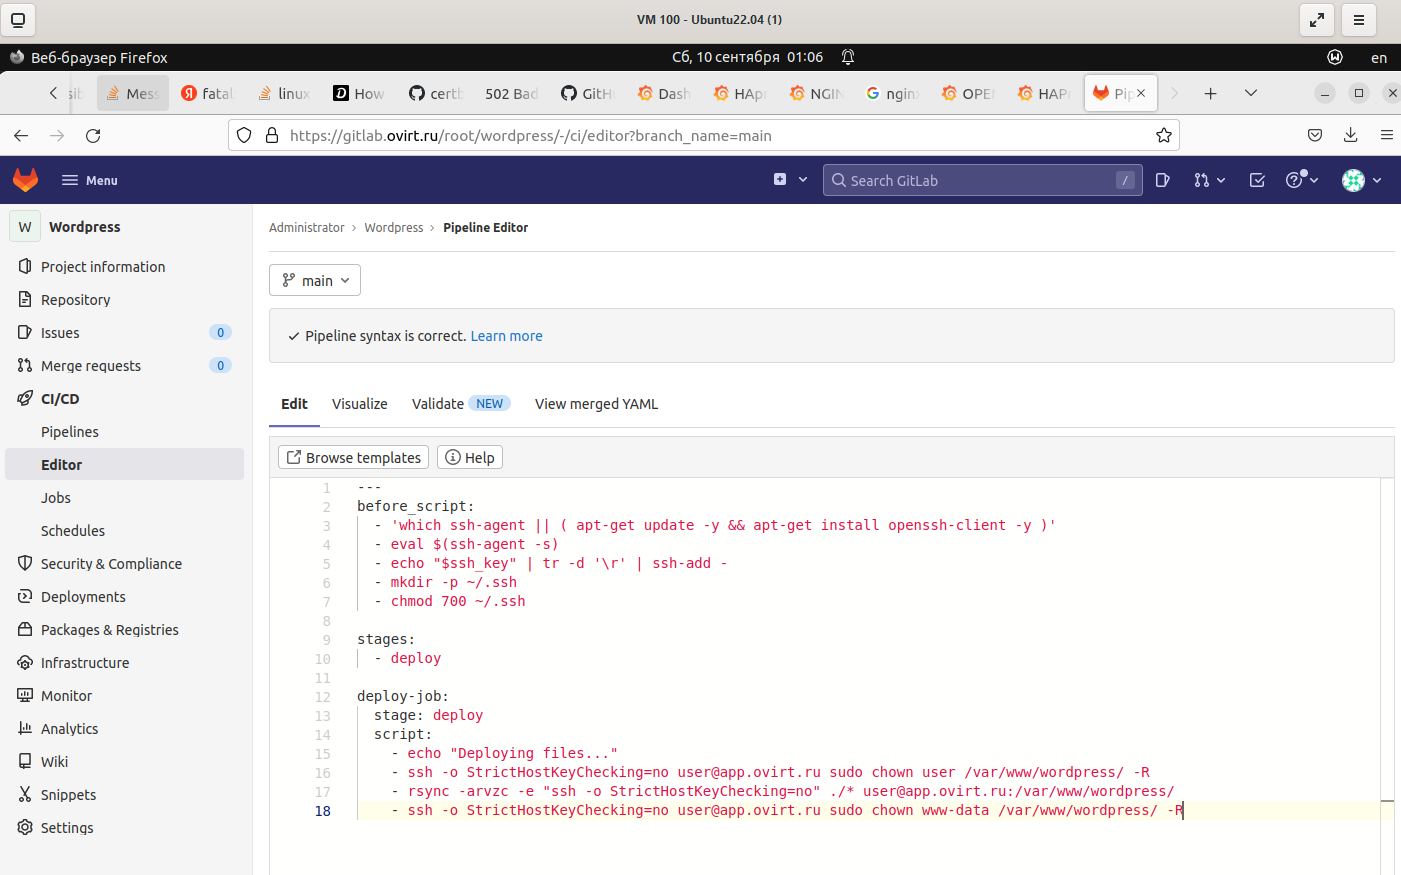 VM 100 - Ubuntu22.04 (1)
Веб-браузер Firefox
Сб, 10 сентября 01:06
en
Mess
fatal
linux
How
certb
502 Bad
GitH
Dash
HApr
NGIN
nginx
OPEN
HAPr
Pip
https://gitlab.ovirt.ru/root/wordpress/-/ci/editor?branch_name=main
Menu
Search GitLab
/
W
Wordpress
Project information
Repository
Issues 0
Merge requests 0
CI/CD
Pipelines
Editor
Jobs
Schedules
Security & Compliance
Deployments
Packages & Registries
Infrastructure
Monitor
Analytics
Wiki
Snippets
Settings
Administrator › Wordpress › Pipeline Editor
main
Pipeline syntax is correct. Learn more
Edit Visualize Validate NEW View merged YAML
Browse templates Help
1 ---
2 before_script:
3 - 'which ssh-agent || ( apt-get update -y && apt-get install openssh-client -y )'
4 - eval $(ssh-agent -s)
5 - echo "$ssh_key" | tr -d '\r' | ssh-add -
6 - mkdir -p ~/.ssh
7 - chmod 700 ~/.ssh
8
9 stages:
10 - deploy
11
12 deploy-job:
13 stage: deploy
14 script:
15 - echo "Deploying files..."
16 - ssh -o StrictHostKeyChecking=no user@app.ovirt.ru sudo chown user /var/www/wordpress/ -R
17 - rsync -arvzc -e "ssh -o StrictHostKeyChecking=no" ./* user@app.ovirt.ru:/var/www/wordpress/
18 - ssh -o StrictHostKeyChecking=no user@app.ovirt.ru sudo chown www-data /var/www/wordpress/ -R